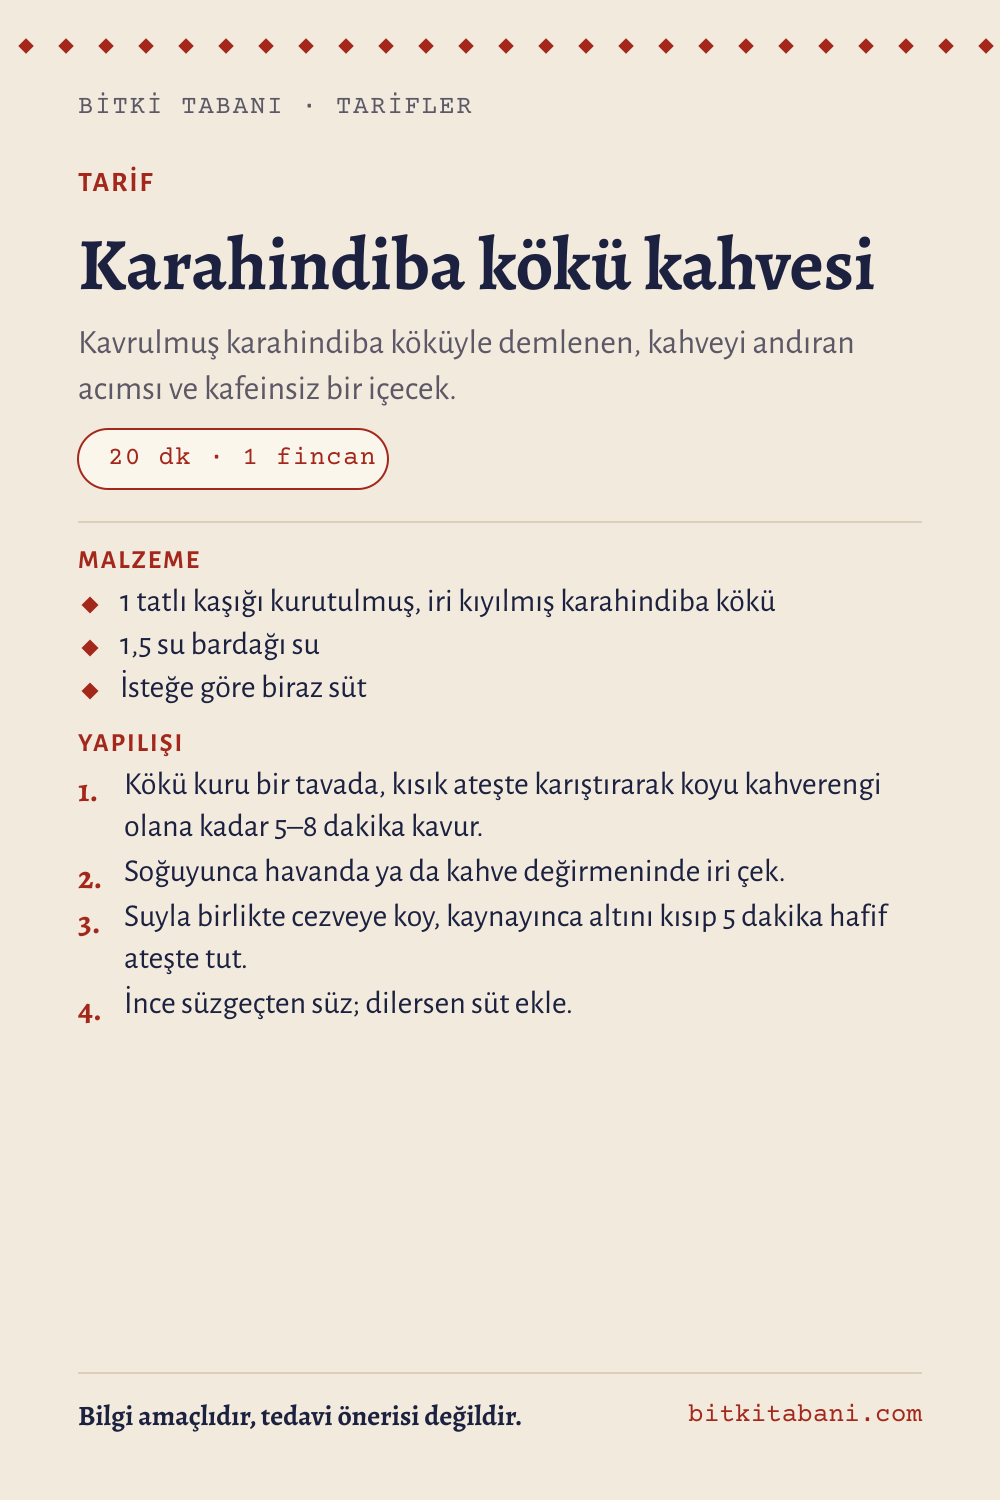 BİTKİ TABANI · TARİFLER
TARİF
Karahindiba kökü kahvesi
Kavrulmuş karahindiba köküyle demlenen, kahveyi andıran
acımsı ve kafeinsiz bir içecek.
20 dk · 1 fincan
MALZEME
◆ 1 tatlı kaşığı kurutulmuş, iri kıyılmış karahindiba kökü
◆ 1,5 su bardağı su
◆ İsteğe göre biraz süt
YAPILIŞI
1. Kökü kuru bir tavada, kısık ateşte karıştırarak koyu kahverengi
olana kadar 5–8 dakika kavur.
2. Soğuyunca havanda ya da kahve değirmeninde iri çek.
3. Suyla birlikte cezveye koy, kaynayınca altını kısıp 5 dakika hafif
ateşte tut.
4. İnce süzgeçten süz; dilersen süt ekle.
Bilgi amaçlıdır, tedavi önerisi değildir.
bitkitabani.com